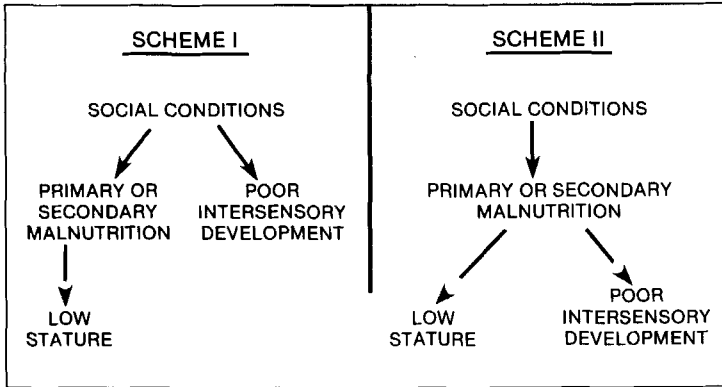 SCHEME I
SOCIAL CONDITIONS
PRIMARY OR
SECONDARY
MALNUTRITION
POOR
INTERSENSORY
DEVELOPMENT
LOW
STATURE
SCHEME II
SOCIAL CONDITIONS
PRIMARY OR SECONDARY
MALNUTRITION
LOW
STATURE
POOR
INTERSENSORY
DEVELOPMENT